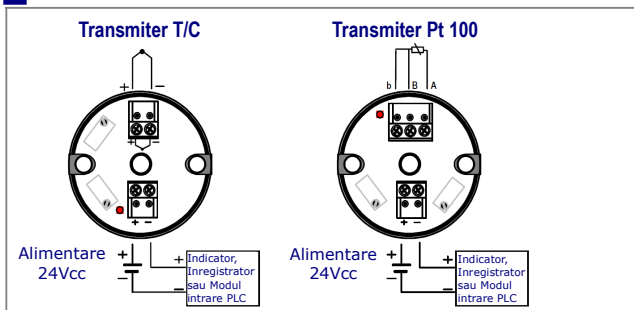 Transmiter T/C
+ −
+ −
+ −
Alimentare
24Vcc
+
−
+
−
Indicator,
Inregistrator
sau Modul
intrare PLC
Transmiter Pt 100
b B A
+ −
Alimentare
24Vcc
+
−
+
−
Indicator,
Inregistrator
sau Modul
intrare PLC